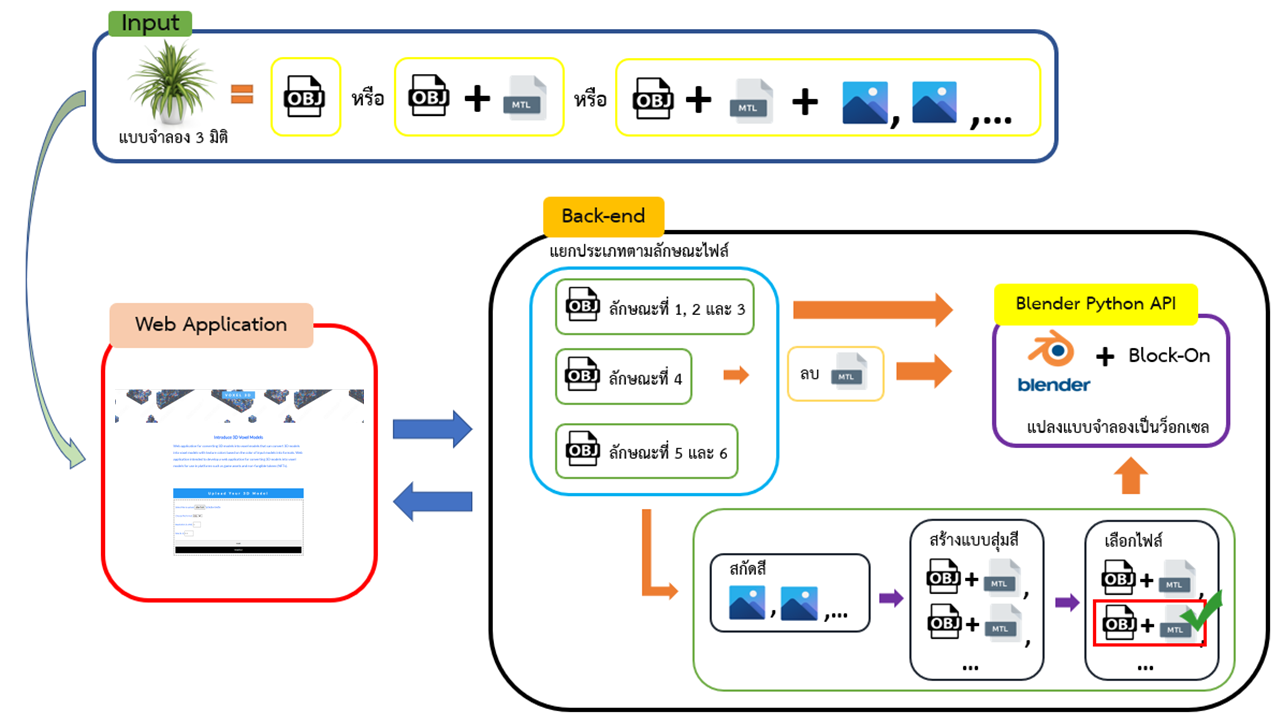 Input
OBJ หรือ OBJ + MTL หรือ OBJ + MTL + , ,...
แบบจำลอง 3 มิติ
Back-end
แยกประเภทตามลักษณะไฟล์
OBJ ลักษณะที่ 1, 2 และ 3
OBJ ลักษณะที่ 4
ลบ MTL
OBJ ลักษณะที่ 5 และ 6
Blender Python API
blender + Block-On
แปลงแบบจำลองเป็นว็อกเซล
Web Application
VOXEL 3D
Introduce 3D Voxel Models
Upload Your 3D Model
สกัดสี
, ,...
สร้างแบบสุ่มสี
OBJ + MTL ,
OBJ + MTL ,
...
เลือกไฟล์
OBJ + MTL ,
OBJ + MTL ,
...